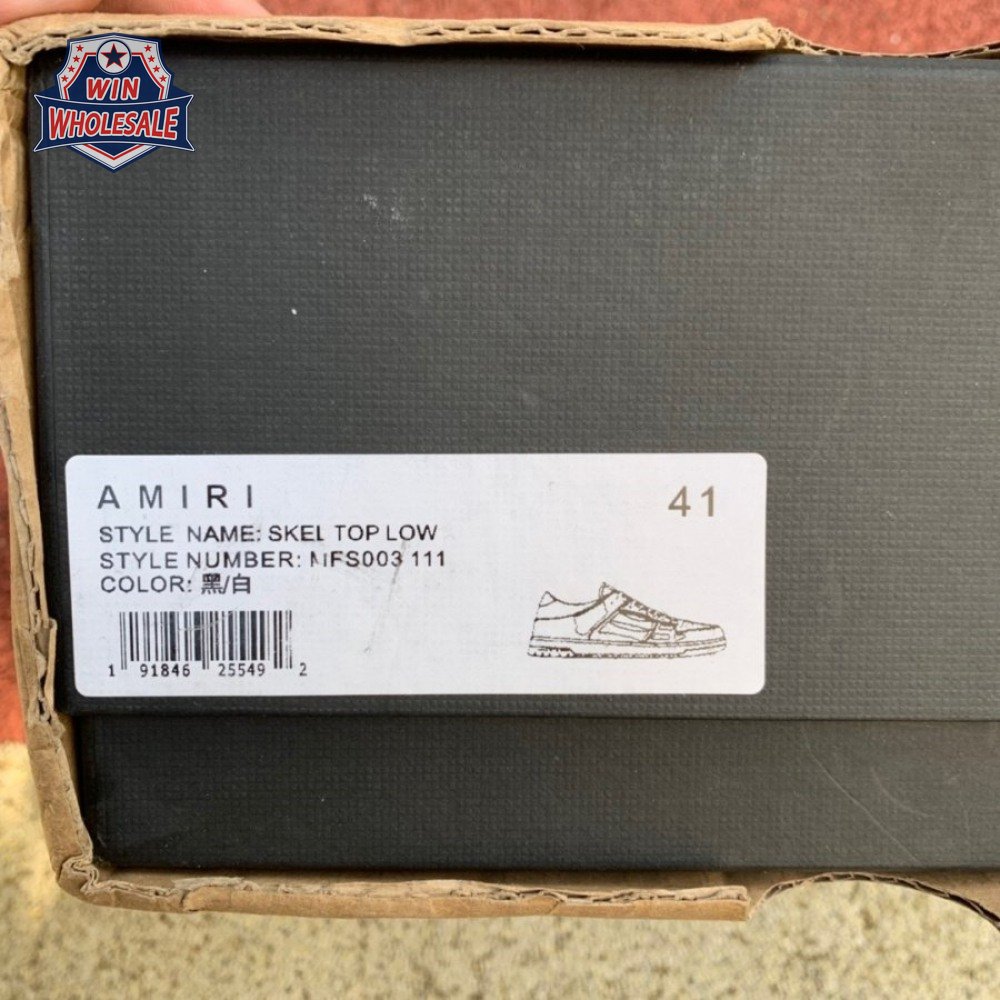 WIN
WHOLESALE
AMIRI
41
STYLE NAME: SKEL TOP LOW
STYLE NUMBER: MFS003 111
COLOR: 黑/白
1 91846 25549 2